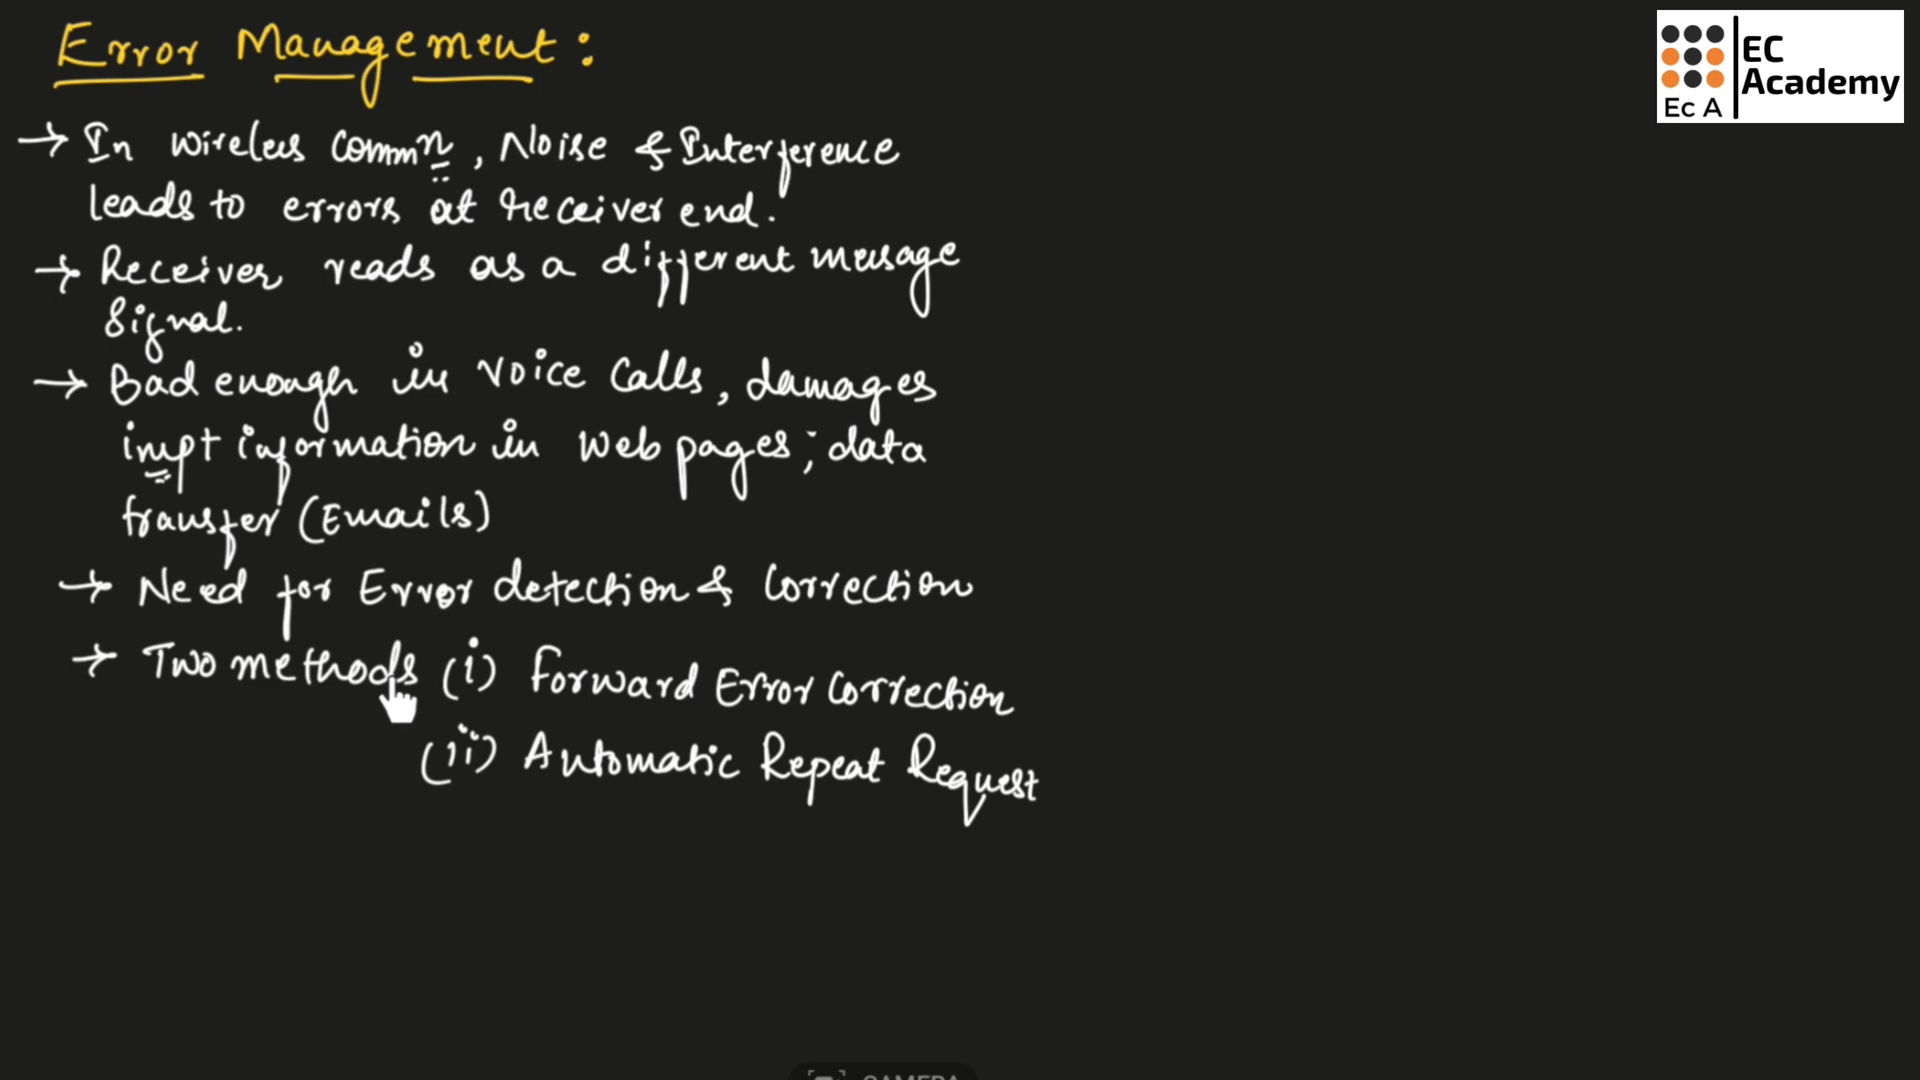 Error Management:
EC
Academy
Ec A
→ In wireless commn, Noise & Interference
leads to errors at Receiver end.
→ Receiver reads as a different message
signal.
→ Bad enough in voice calls, damages
impt information in web pages; data
transfer (Emails)
→ Need for Error detection & Correction
→ Two methods (i) Forward Error Correction
(ii) Automatic Repeat Request